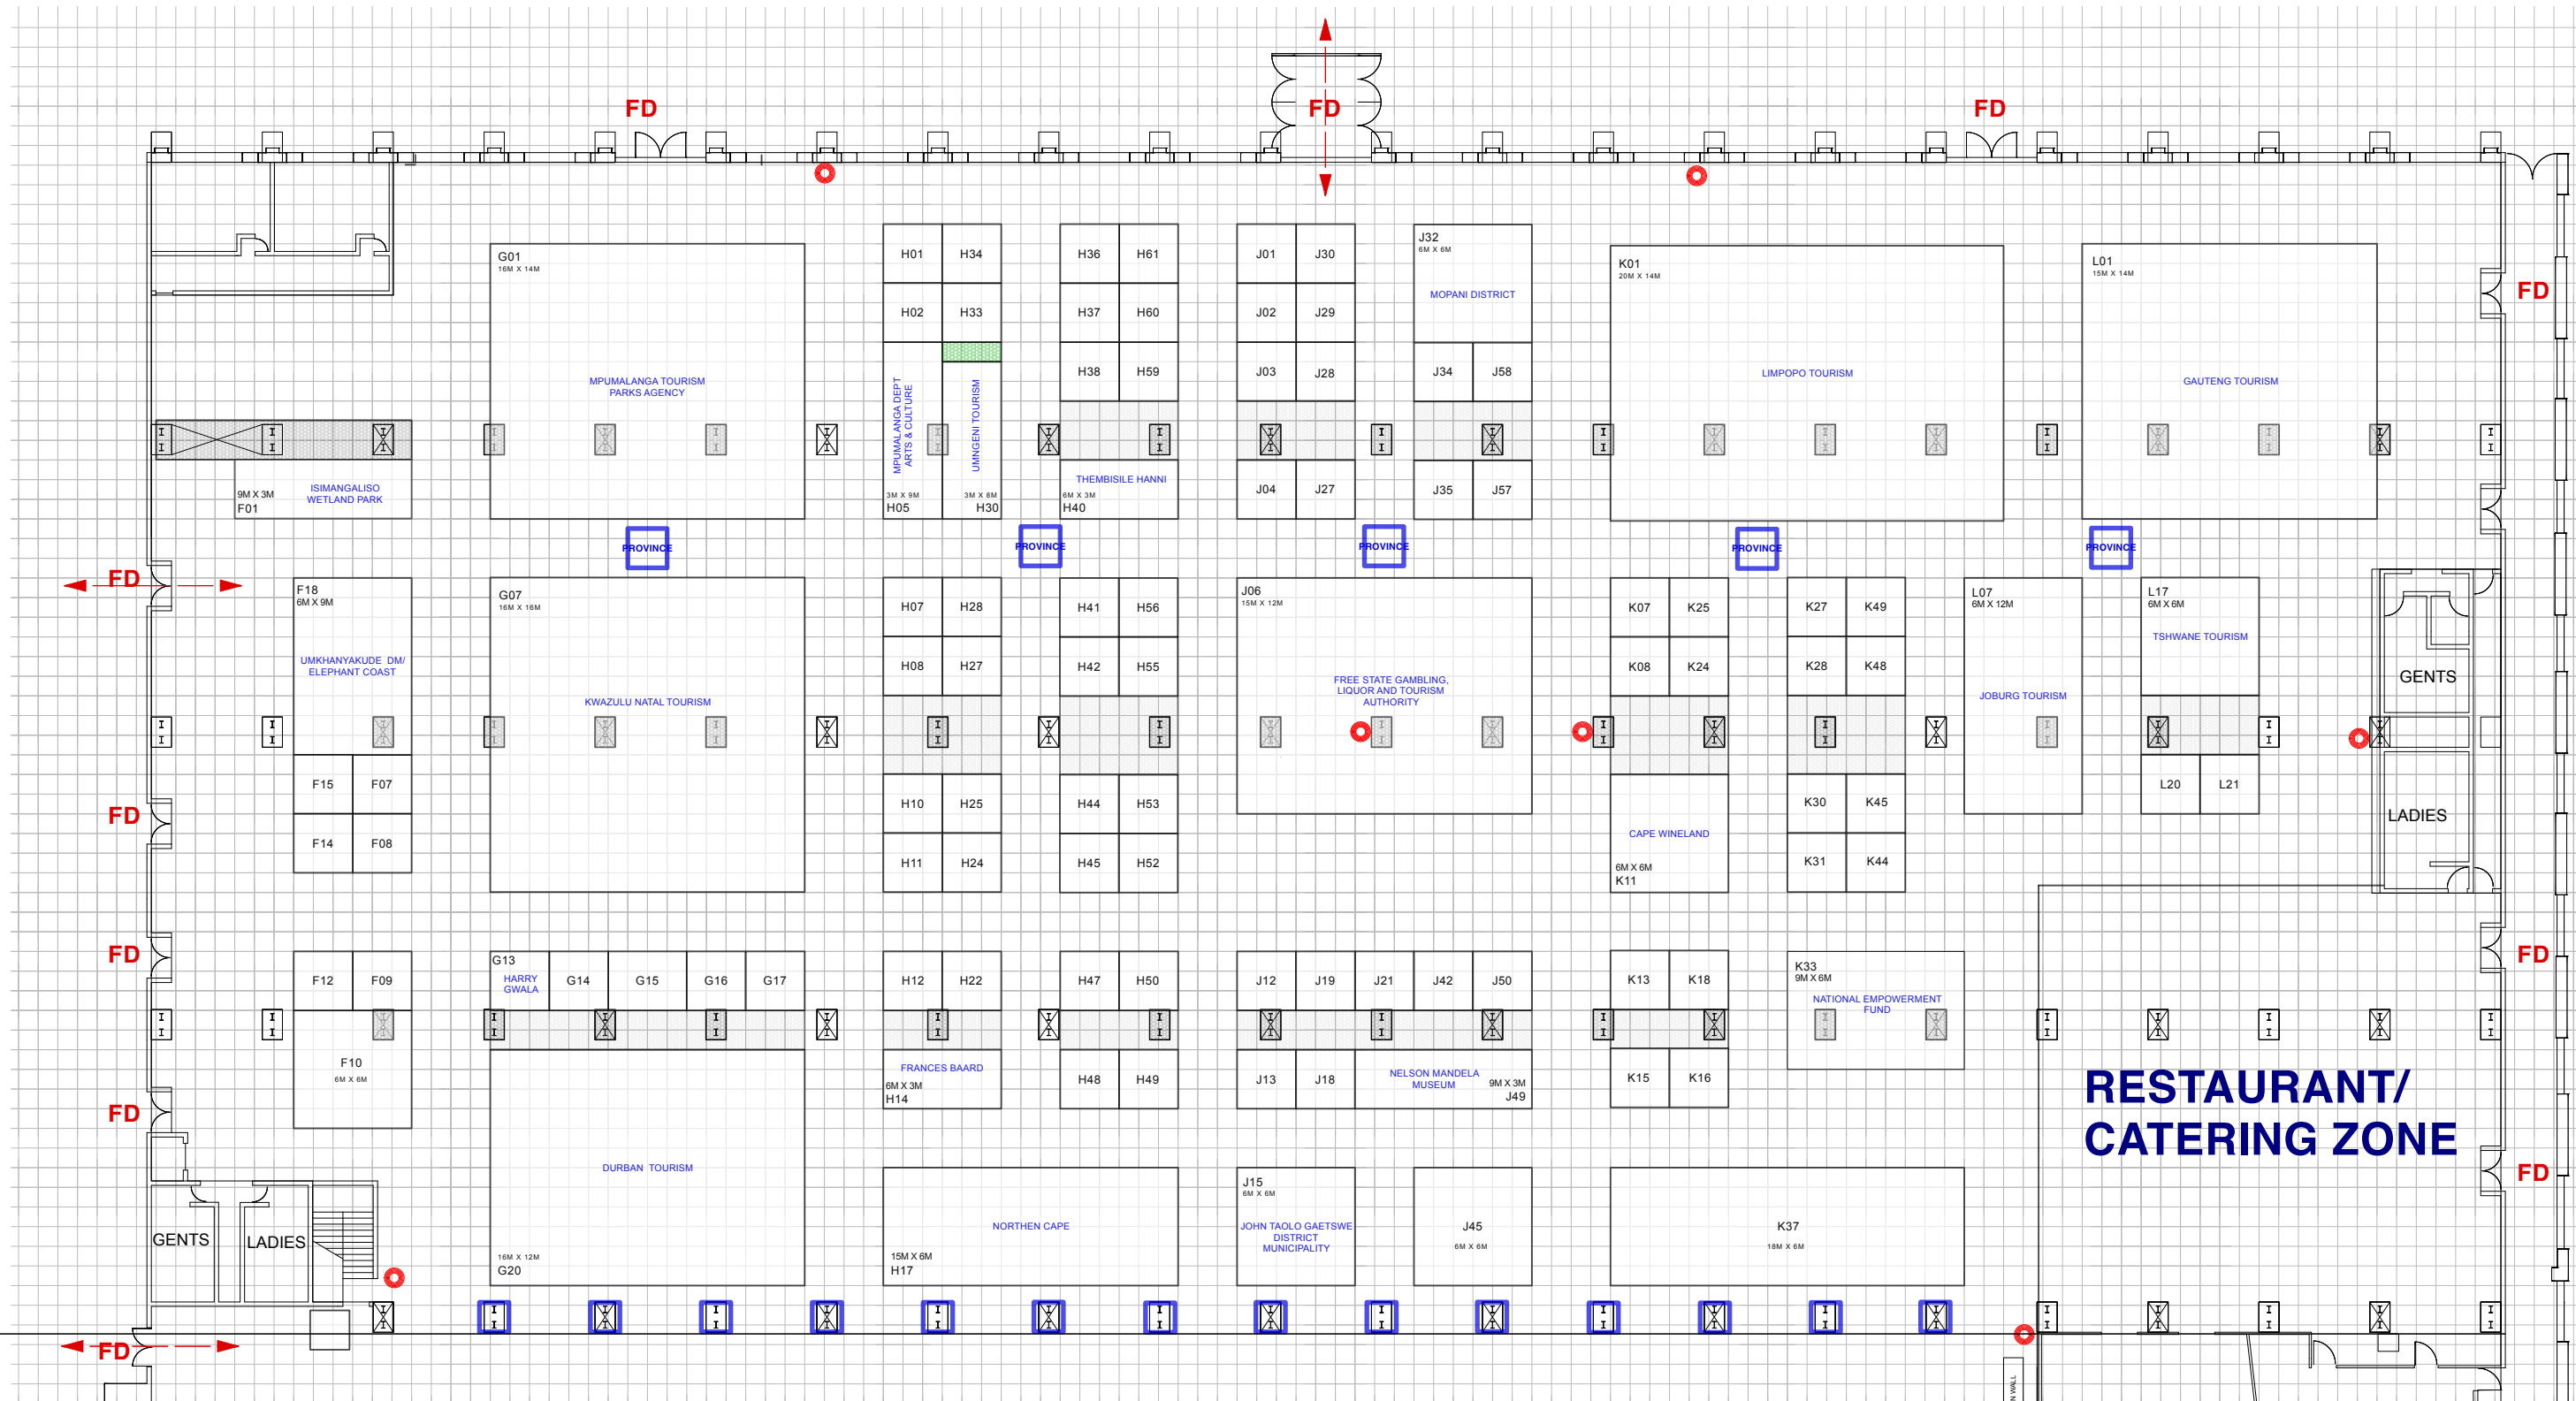 FD
FD
FD
G01
16M X 14M
MPUMALANGA TOURISM
PARKS AGENCY
H01
H34
H02
H33
MPUMALANGA DEPT
ARTS & CULTURE
3M X 9M
H05
UMNGENI TOURISM
3M X 8M
H30
H36
H61
H37
H60
H38
H59
THEMBISILE HANNI
6M X 3M
H40
J01
J30
J02
J29
J03
J28
J04
J27
J32
6M X 6M
MOPANI DISTRICT
J34
J58
J35
J57
K01
20M X 14M
LIMPOPO TOURISM
L01
15M X 14M
GAUTENG TOURISM
FD
9M X 3M
F01
ISIMANGALISO
WETLAND PARK
PROVINCE
PROVINCE
PROVINCE
PROVINCE
PROVINCE
FD
F18
6M X 9M
UMKHANYAKUDE DM/
ELEPHANT COAST
F15
F07
F14
F08
G07
16M X 16M
KWAZULU NATAL TOURISM
H07
H28
H08
H27
H10
H25
H11
H24
H41
H56
H42
H55
H44
H53
H45
H52
J06
15M X 12M
FREE STATE GAMBLING,
LIQUOR AND TOURISM
AUTHORITY
K07
K25
K08
K24
CAPE WINELAND
6M X 6M
K11
K27
K49
K28
K48
K30
K45
K31
K44
L07
6M X 12M
JOBURG TOURISM
L17
6M X 6M
TSHWANE TOURISM
L20
L21
GENTS
LADIES
FD
FD
F12
F09
F10
6M X 6M
G13
HARRY
GWALA
G14
G15
G16
G17
DURBAN TOURISM
16M X 12M
G20
H12
H22
FRANCES BAARD
6M X 3M
H14
H47
H50
H48
H49
J12
J19
J21
J42
J50
J13
J18
NELSON MANDELA
MUSEUM
9M X 3M
J49
K13
K18
K15
K16
K33
9M X 6M
NATIONAL EMPOWERMENT
FUND
FD
RESTAURANT/
CATERING ZONE
FD
FD
GENTS
LADIES
NORTHEN CAPE
15M X 6M
H17
J15
6M X 6M
JOHN TAOLO GAETSWE
DISTRICT
MUNICIPALITY
J45
6M X 6M
K37
18M X 6M
FD
WALL